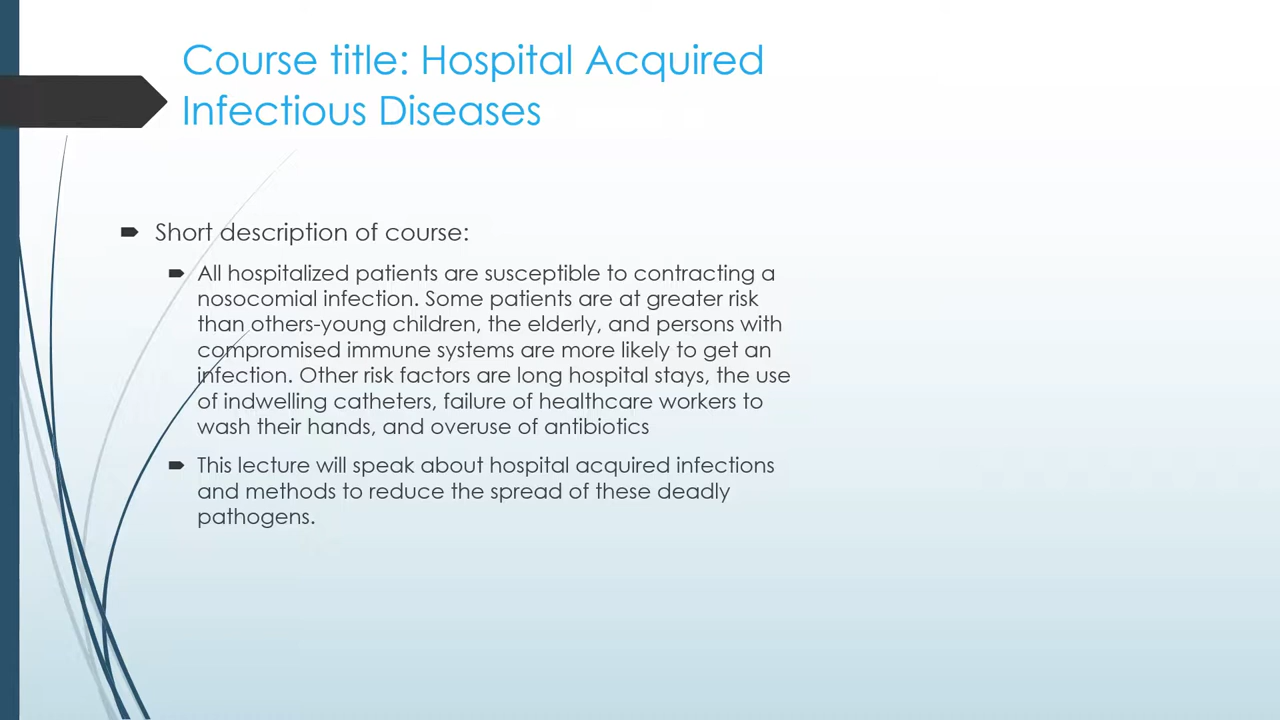 Course title: Hospital Acquired
Infectious Diseases
Short description of course:
All hospitalized patients are susceptible to contracting a
nosocomial infection. Some patients are at greater risk
than others-young children, the elderly, and persons with
compromised immune systems are more likely to get an
infection. Other risk factors are long hospital stays, the use
of indwelling catheters, failure of healthcare workers to
wash their hands, and overuse of antibiotics
This lecture will speak about hospital acquired infections
and methods to reduce the spread of these deadly
pathogens.